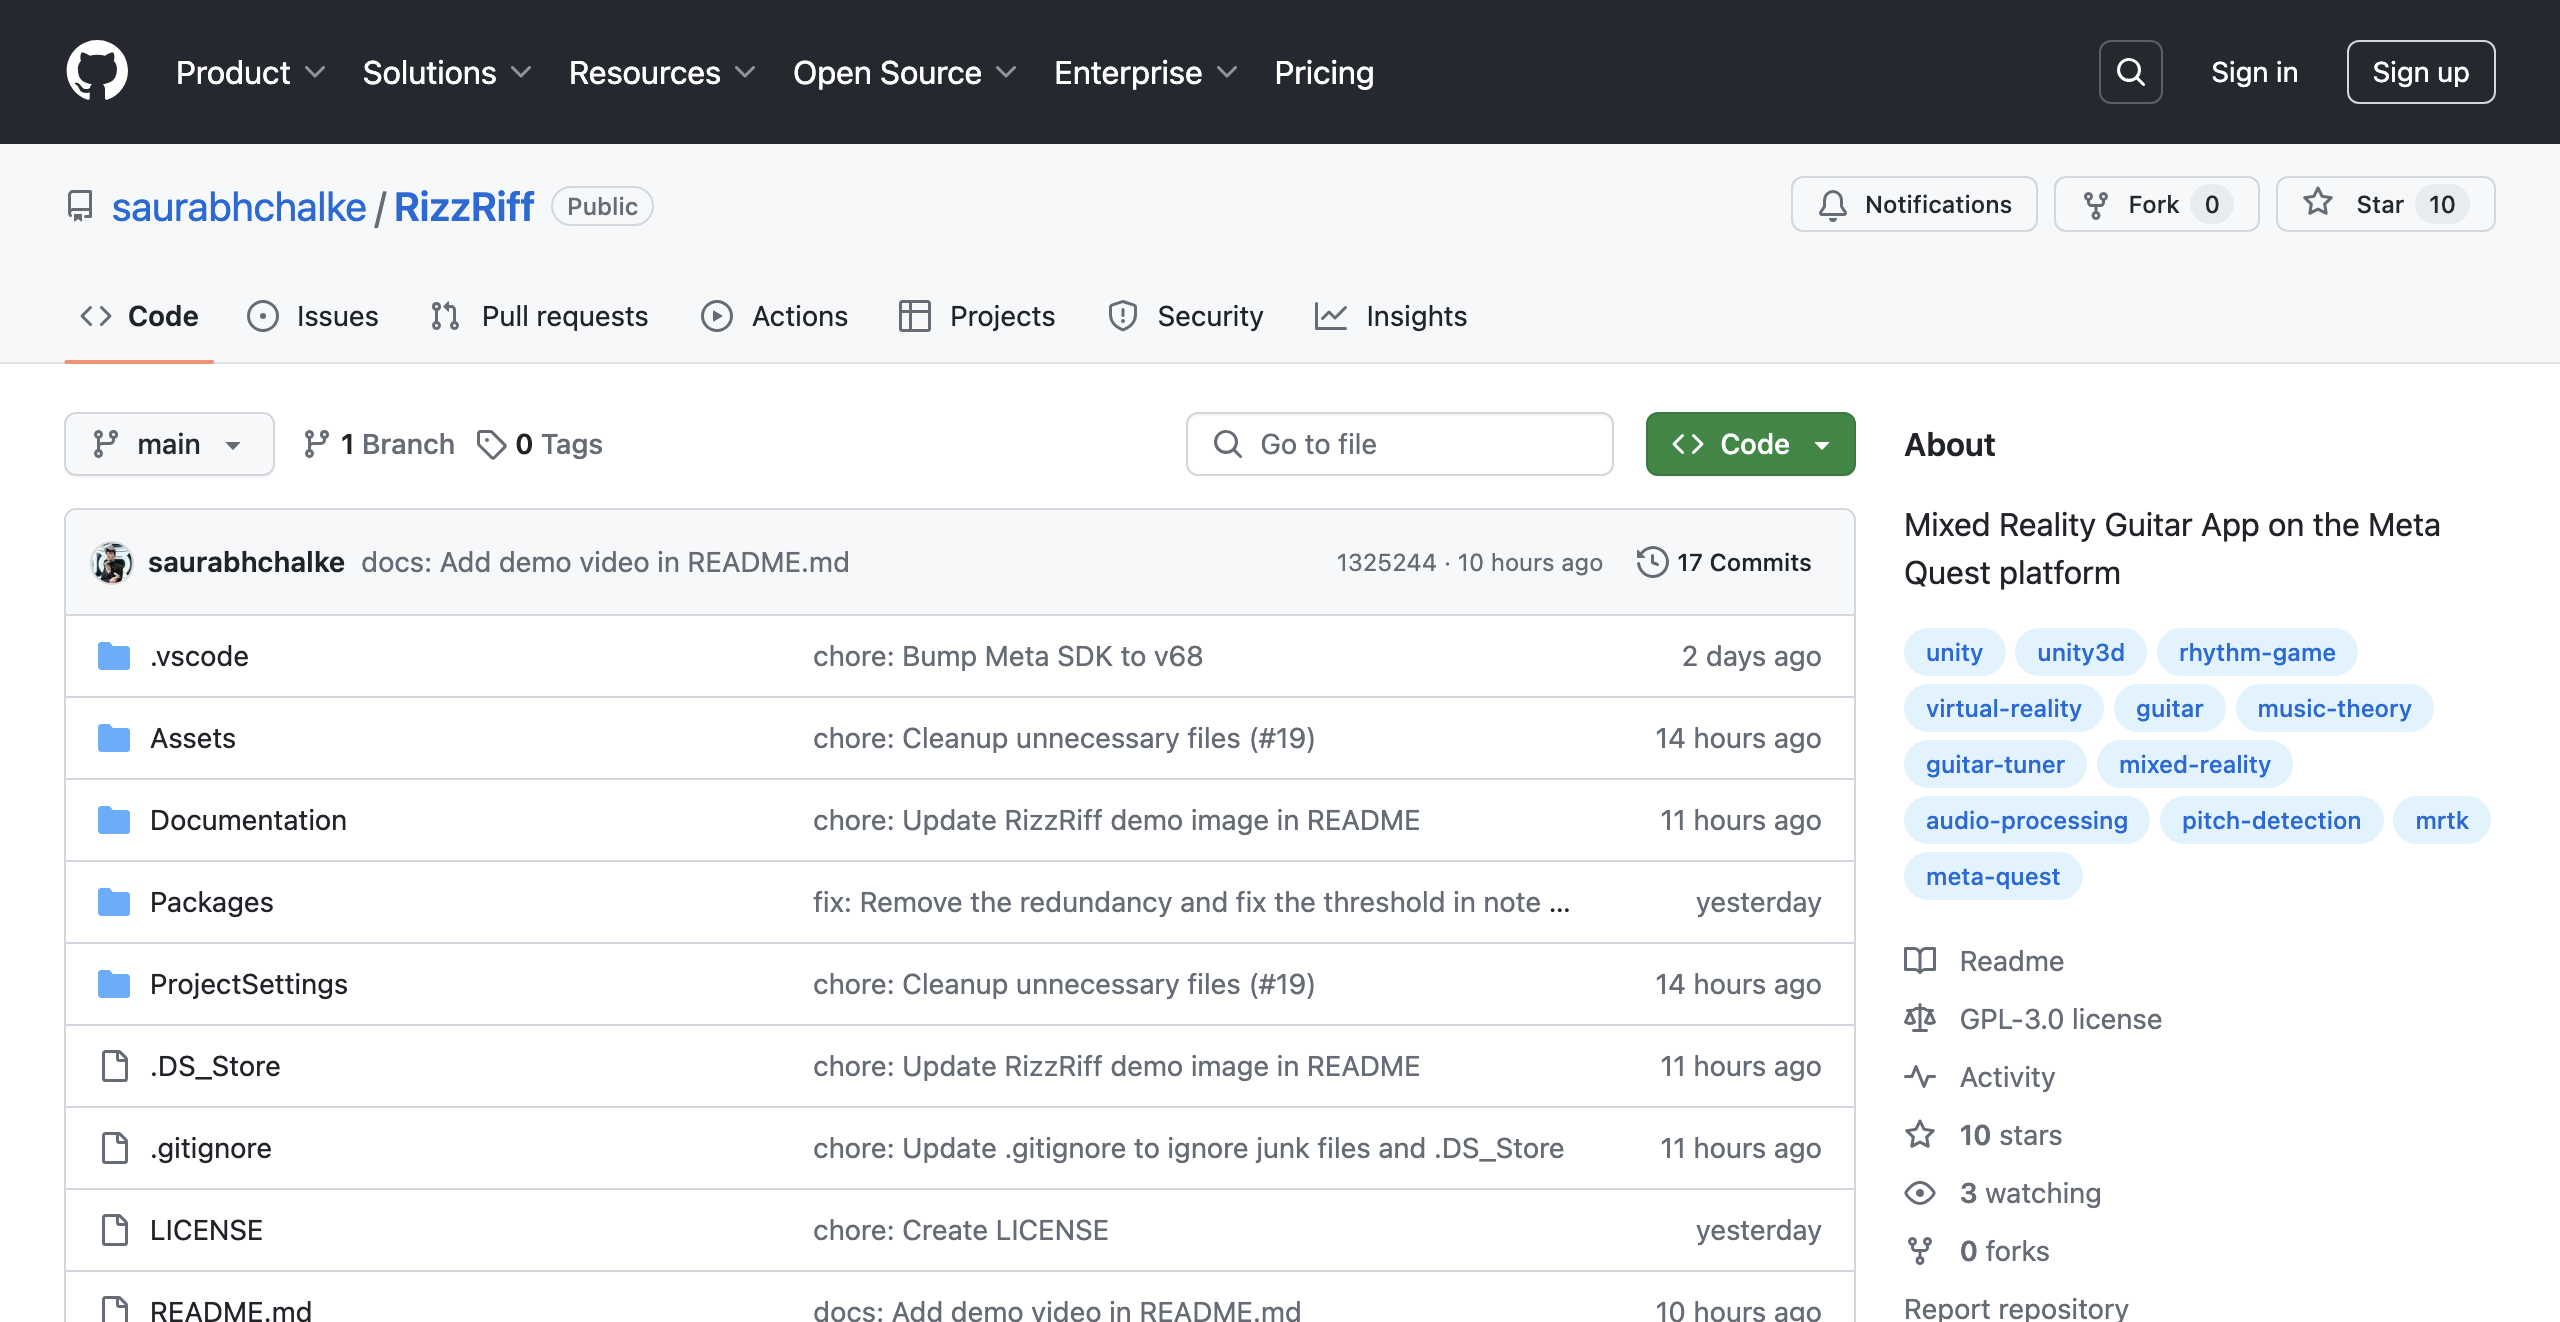 Product Solutions Resources Open Source Enterprise Pricing Sign in Sign up
saurabhchalke / RizzRiff Public Notifications Fork 0 Star 10
Code Issues Pull requests Actions Projects Security Insights
main 1 Branch 0 Tags Go to file Code
saurabhchalke docs: Add demo video in README.md 1325244 · 10 hours ago 17 Commits
.vscode chore: Bump Meta SDK to v68 2 days ago
Assets chore: Cleanup unnecessary files (#19) 14 hours ago
Documentation chore: Update RizzRiff demo image in README 11 hours ago
Packages fix: Remove the redundancy and fix the threshold in note ... yesterday
ProjectSettings chore: Cleanup unnecessary files (#19) 14 hours ago
.DS_Store chore: Update RizzRiff demo image in README 11 hours ago
.gitignore chore: Update .gitignore to ignore junk files and .DS_Store 11 hours ago
LICENSE chore: Create LICENSE yesterday
README.md docs: Add demo video in README.md 10 hours ago
About
Mixed Reality Guitar App on the Meta
Quest platform
unity unity3d rhythm-game
virtual-reality guitar music-theory
guitar-tuner mixed-reality
audio-processing pitch-detection mrtk
meta-quest
Readme
GPL-3.0 license
Activity
10 stars
3 watching
0 forks
Report repository